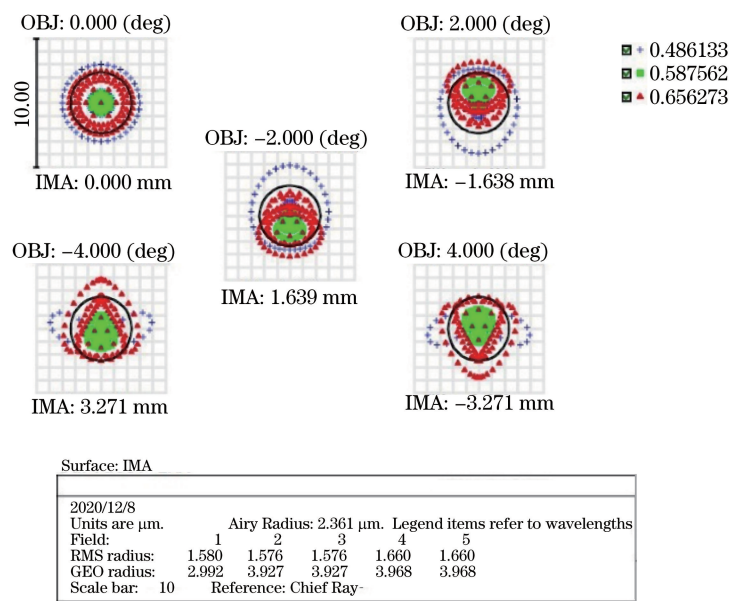 OBJ: 0.000 (deg)
OBJ: 2.000 (deg)
+ 0.486133
0.587562
0.656273
10.00
IMA: 0.000 mm
OBJ: −2.000 (deg)
IMA: −1.638 mm
OBJ: −4.000 (deg)
OBJ: 4.000 (deg)
IMA: 1.639 mm
IMA: 3.271 mm
IMA: −3.271 mm
Surface: IMA
2020/12/8
Units are μm. Airy Radius: 2.361 μm. Legend items refer to wavelengths
Field: 1 2 3 4 5
RMS radius: 1.580 1.576 1.576 1.660 1.660
GEO radius: 2.992 3.927 3.927 3.968 3.968
Scale bar: 10 Reference: Chief Ray